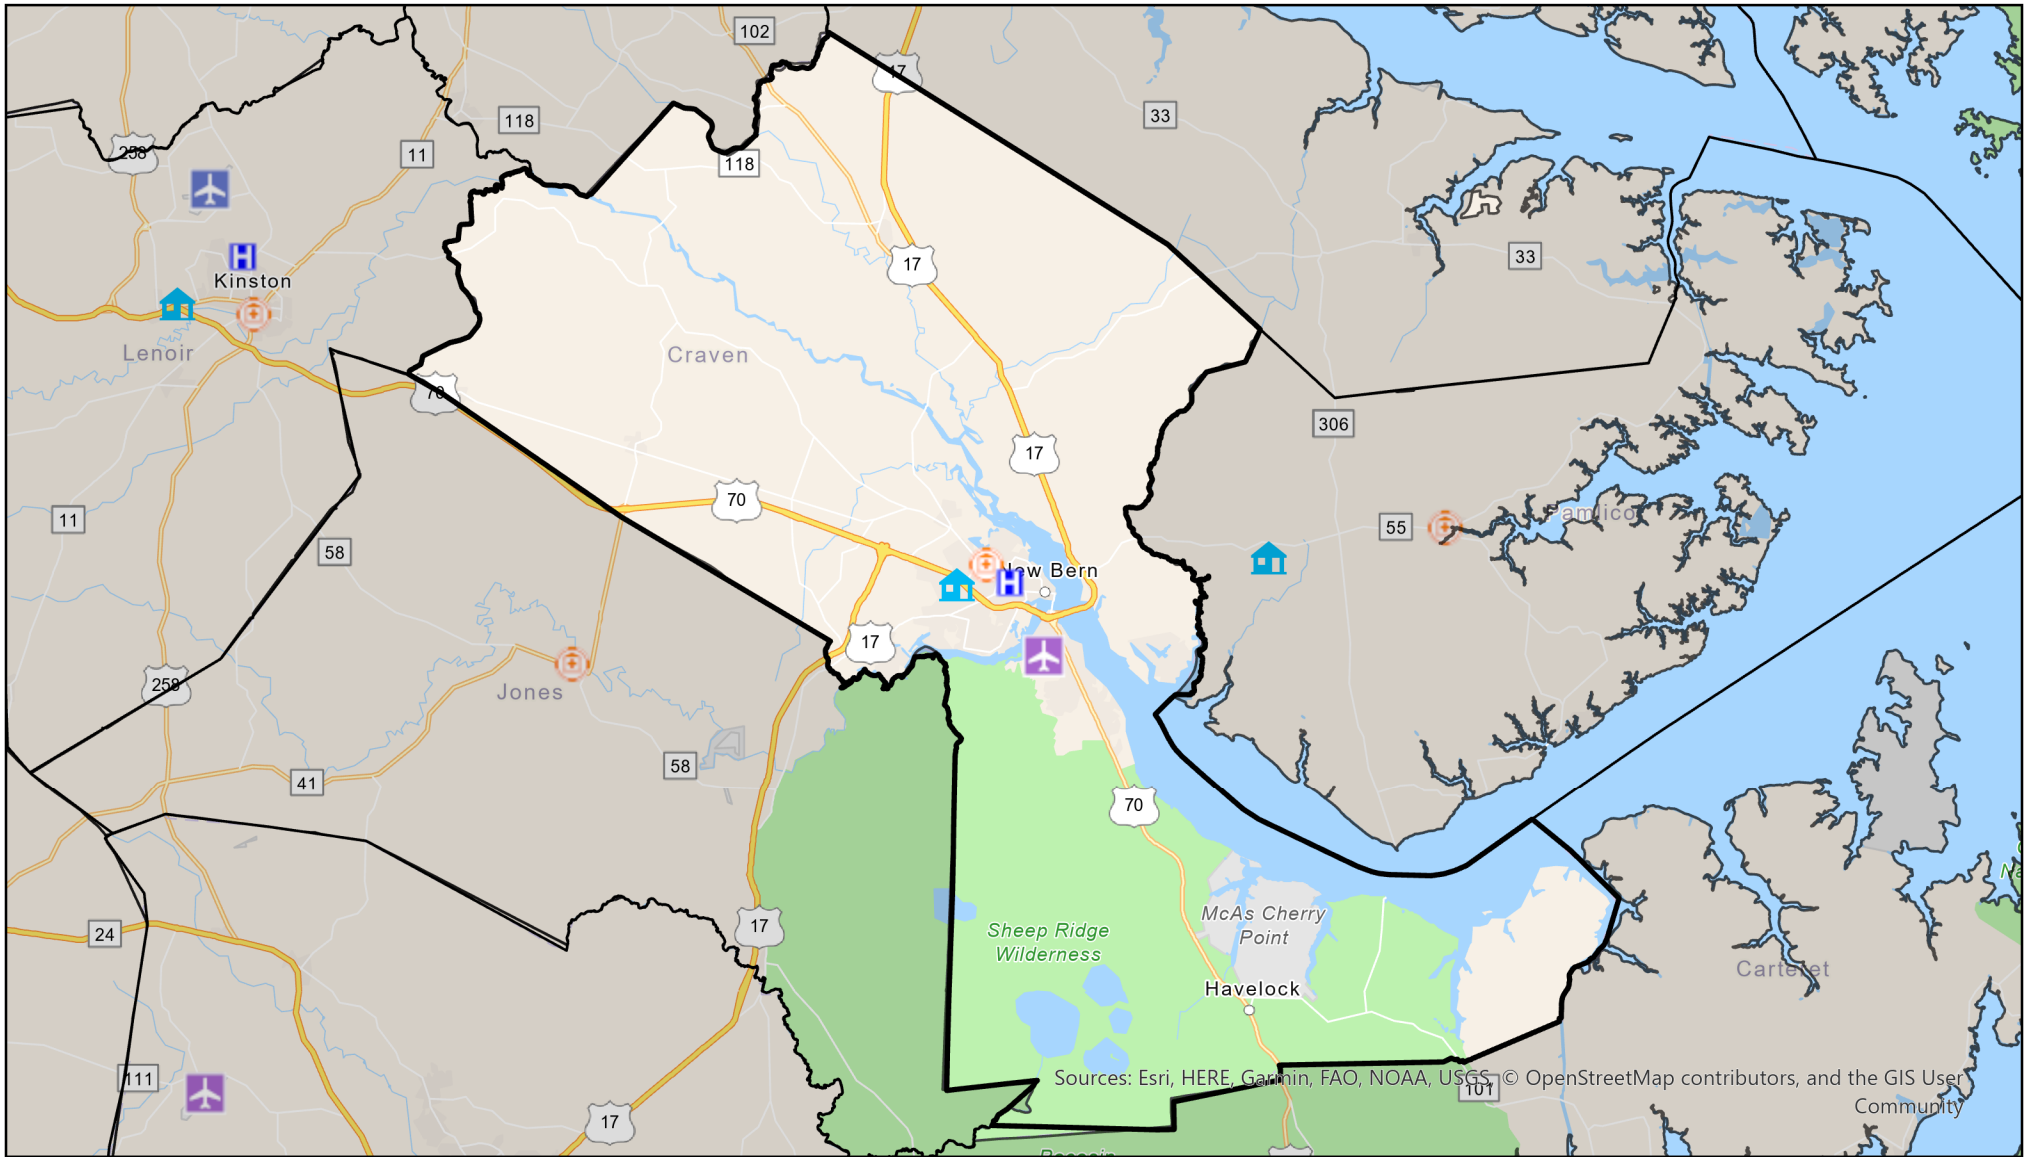 102
17
33
118
258
11
118
33
17
Kinston
Lenoir
Craven
70
306
17
70
11
55
Pamlico
58
New Bern
17
258
Jones
58
41
70
McAs Cherry
Point
17
Sheep Ridge
Wilderness
24
Carteret
Havelock
111
Sources: Esri, HERE, Garmin, FAO, NOAA, USGS, © OpenStreetMap contributors, and the GIS User
Community
101
17